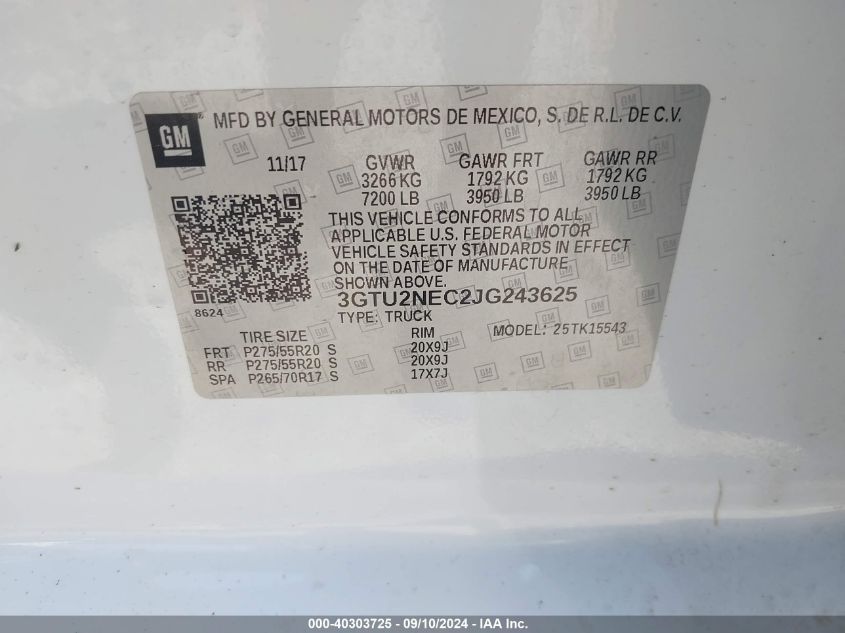 GM MFD BY GENERAL MOTORS DE MEXICO, S. DE R.L. DE C.V.
11/17 GVWR GAWR FRT GAWR RR
3266 KG 1792 KG 1792 KG
7200 LB 3950 LB 3950 LB
THIS VEHICLE CONFORMS TO ALL
APPLICABLE U.S. FEDERAL MOTOR
VEHICLE SAFETY STANDARDS IN EFFECT
ON THE DATE OF MANUFACTURE
SHOWN ABOVE.
8624 3GTU2NEC2JG243625
TYPE: TRUCK
TIRE SIZE RIM MODEL: 25TK15543
FRT P275/55R20 S 20X9J
RR P275/55R20 S 20X9J
SPA P265/70R17 S 17X7J
000-40303725 - 09/10/2024 - IAA Inc.